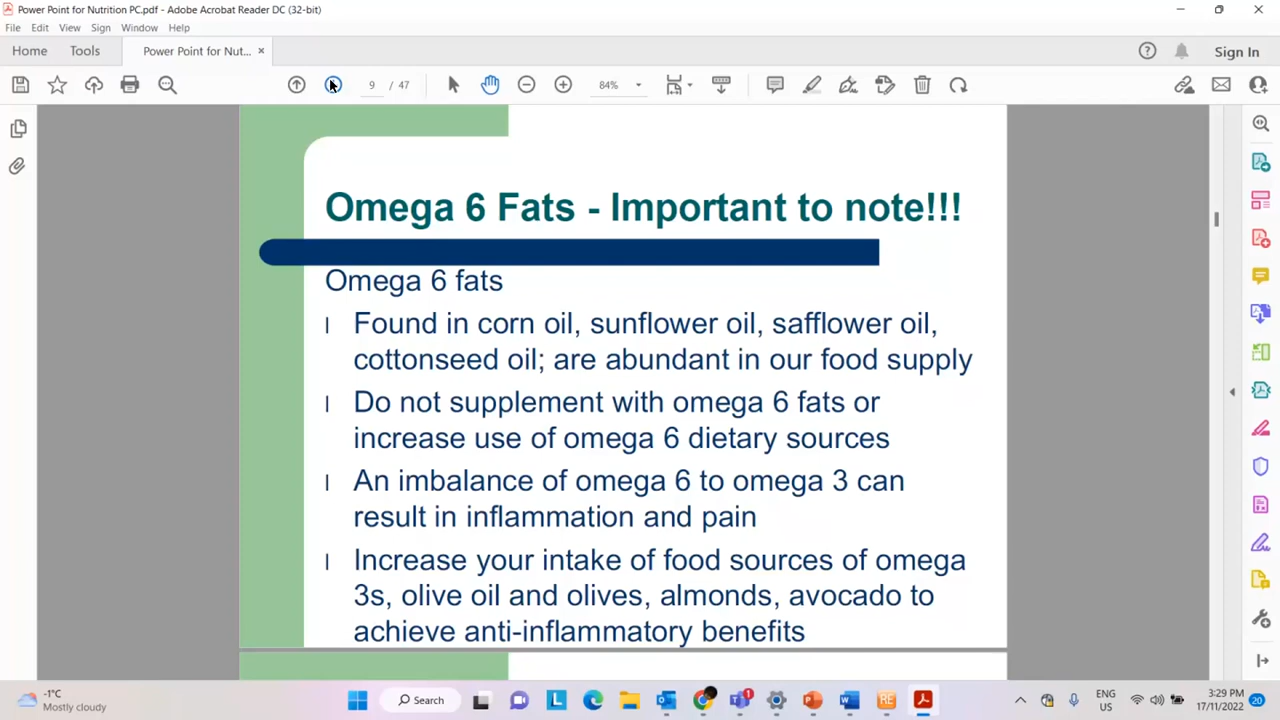 Power Point for Nutrition PC.pdf - Adobe Acrobat Reader DC (32-bit)
File Edit View Sign Window Help
Home Tools Power Point for Nut... × Sign In
9 / 47 84%
Omega 6 Fats - Important to note!!!
Omega 6 fats
l Found in corn oil, sunflower oil, safflower oil,
cottonseed oil; are abundant in our food supply
l Do not supplement with omega 6 fats or
increase use of omega 6 dietary sources
l An imbalance of omega 6 to omega 3 can
result in inflammation and pain
l Increase your intake of food sources of omega
3s, olive oil and olives, almonds, avocado to
achieve anti-inflammatory benefits
-1°C
Mostly cloudy
Search
ENG
US
3:29 PM
17/11/2022
20